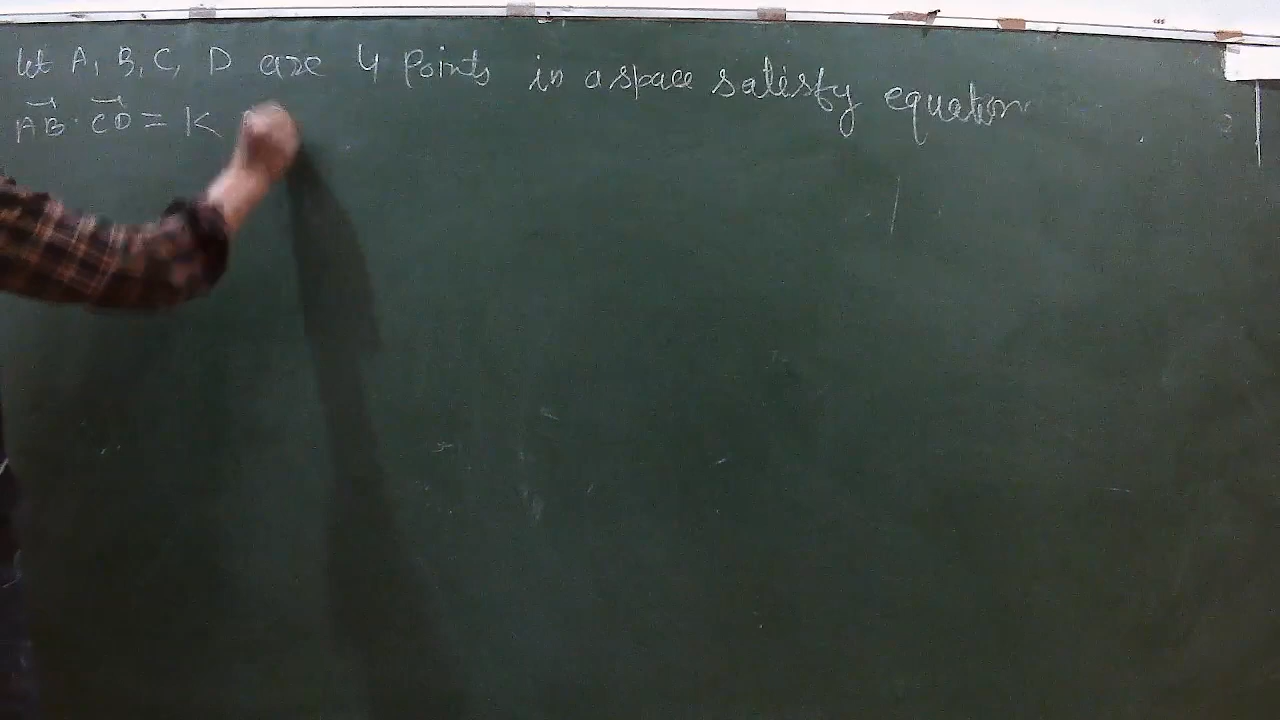 Let A, B, C, D are 4 Points in a space satisfy equation
AB⃗ · CD⃗ = K